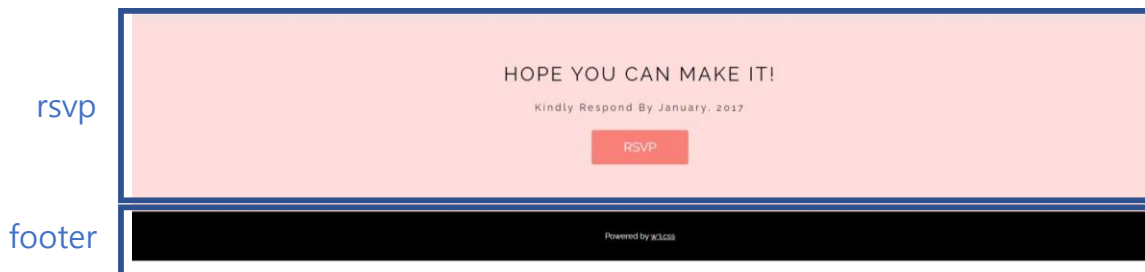 rsvp
HOPE YOU CAN MAKE IT!
Kindly Respond By January, 2017
RSVP
footer
Powered by w3.css